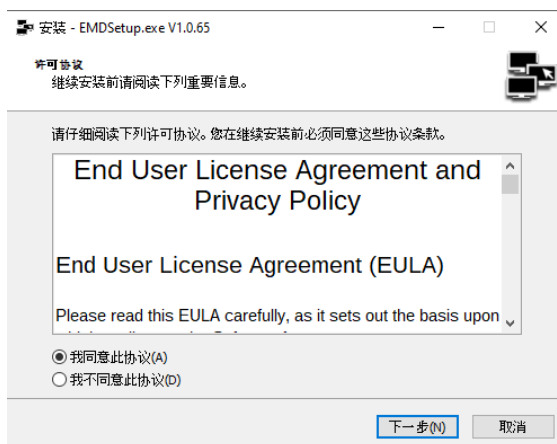 安装 - EMDSetup.exe V1.0.65
许可协议
继续安装前请阅读下列重要信息。
请仔细阅读下列许可协议。您在继续安装前必须同意这些协议条款。
End User License Agreement and
Privacy Policy
End User License Agreement (EULA)
Please read this EULA carefully, as it sets out the basis upon
我同意此协议(A)
我不同意此协议(D)
下一步(N)
取消